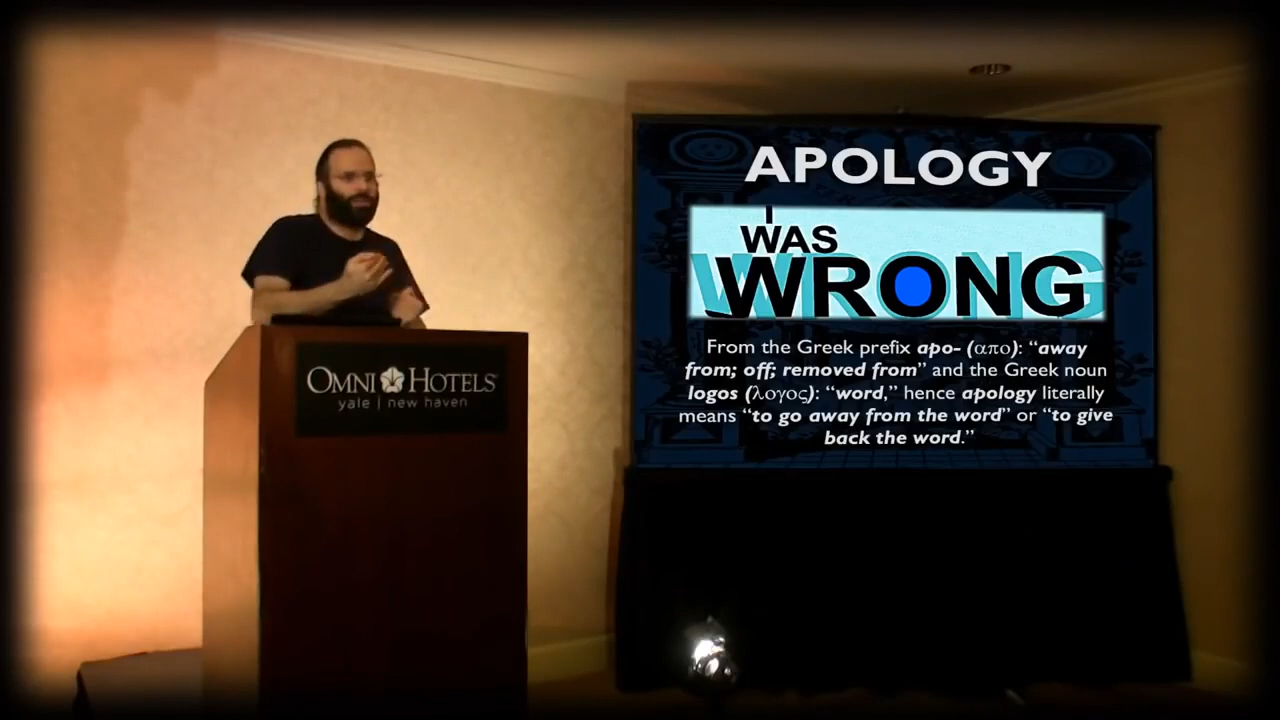 APOLOGY
I
WAS
WRONG
From the Greek prefix apo- (απο): “away
from; off; removed from” and the Greek noun
logos (λογος): “word,” hence apology literally
means “to go away from the word” or “to give
back the word.”
OMNI HOTELS
yale | new haven